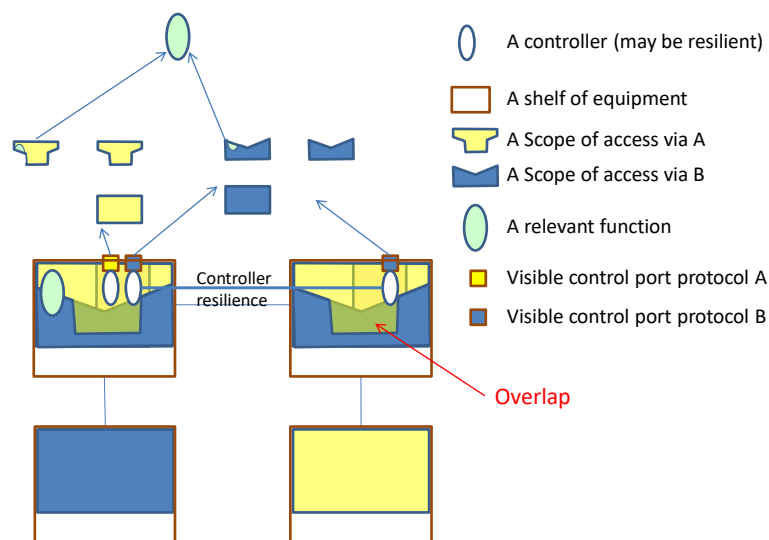 A controller (may be resilient)
A shelf of equipment
A Scope of access via A
A Scope of access via B
A relevant function
Visible control port protocol A
Visible control port protocol B
Controller
resilience
Overlap